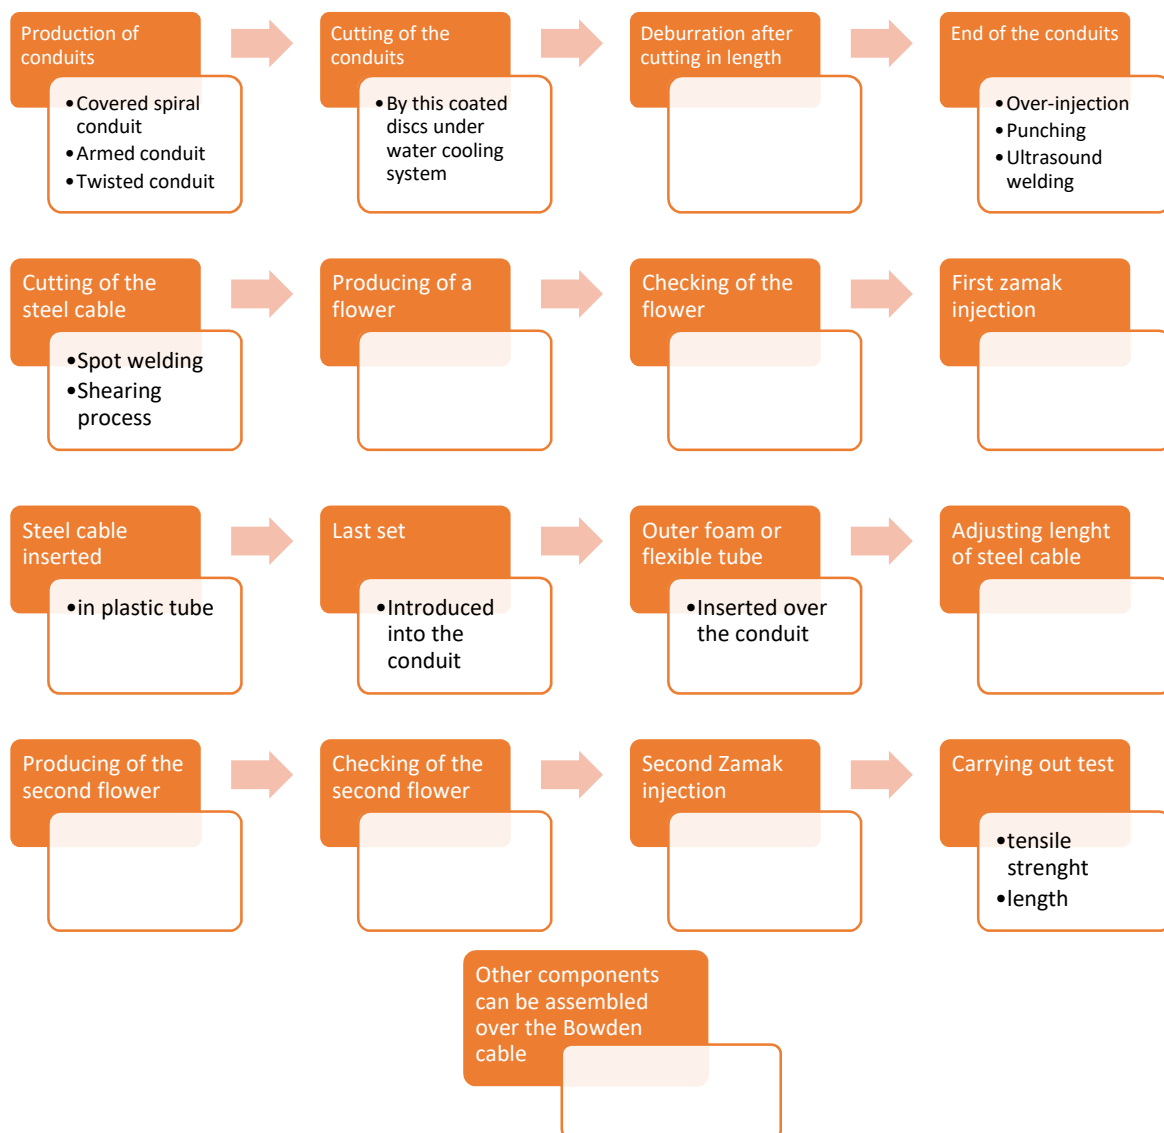 Production of
conduits
• Covered spiral
conduit
• Armed conduit
• Twisted conduit
Cutting of the
conduits
• By this coated
discs under
water cooling
system
Deburration after
cutting in length
End of the conduits
• Over-injection
• Punching
• Ultrasound
welding
Cutting of the
steel cable
• Spot welding
• Shearing
process
Producing of a
flower
Checking of the
flower
First zamak
injection
Steel cable
inserted
• in plastic tube
Last set
• Introduced
into the
conduit
Outer foam or
flexible tube
• Inserted over
the conduit
Adjusting lenght
of steel cable
Producing of the
second flower
Checking of the
second flower
Second Zamak
injection
Carrying out test
• tensile
strenght
• length
Other components
can be assembled
over the Bowden
cable